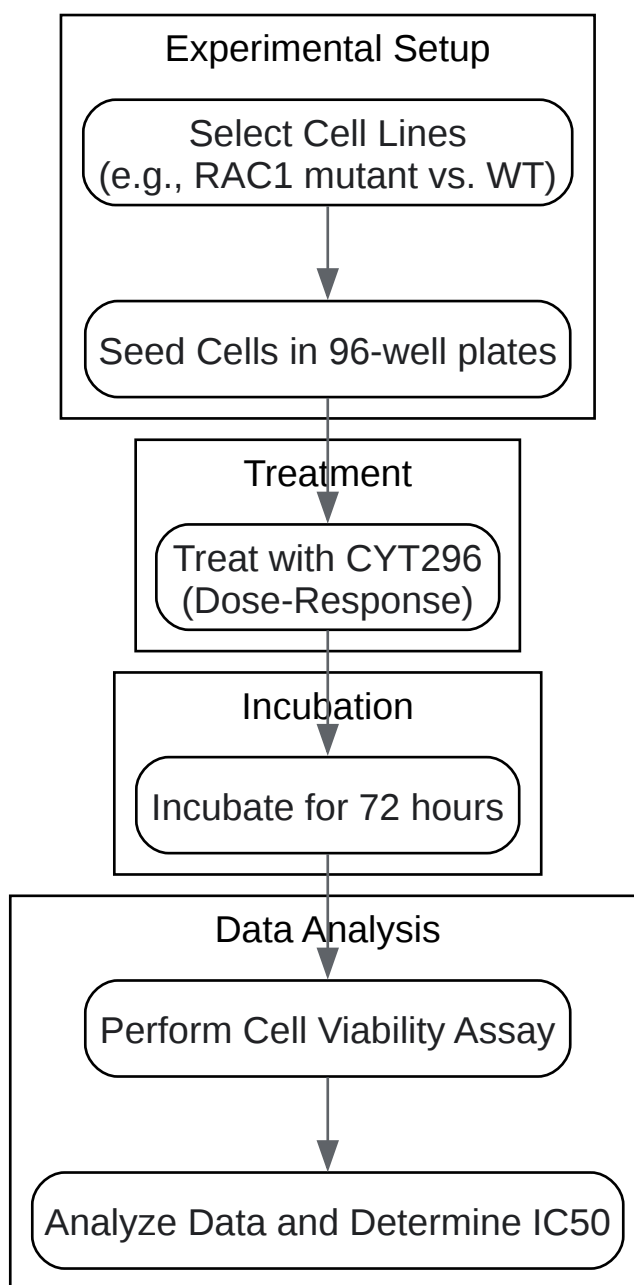 Experimental Setup
Select Cell Lines
(e.g., RAC1 mutant vs. WT)
Seed Cells in 96-well plates
Treatment
Treat with CYT296
(Dose-Response)
Incubation
Incubate for 72 hours
Data Analysis
Perform Cell Viability Assay
Analyze Data and Determine IC50